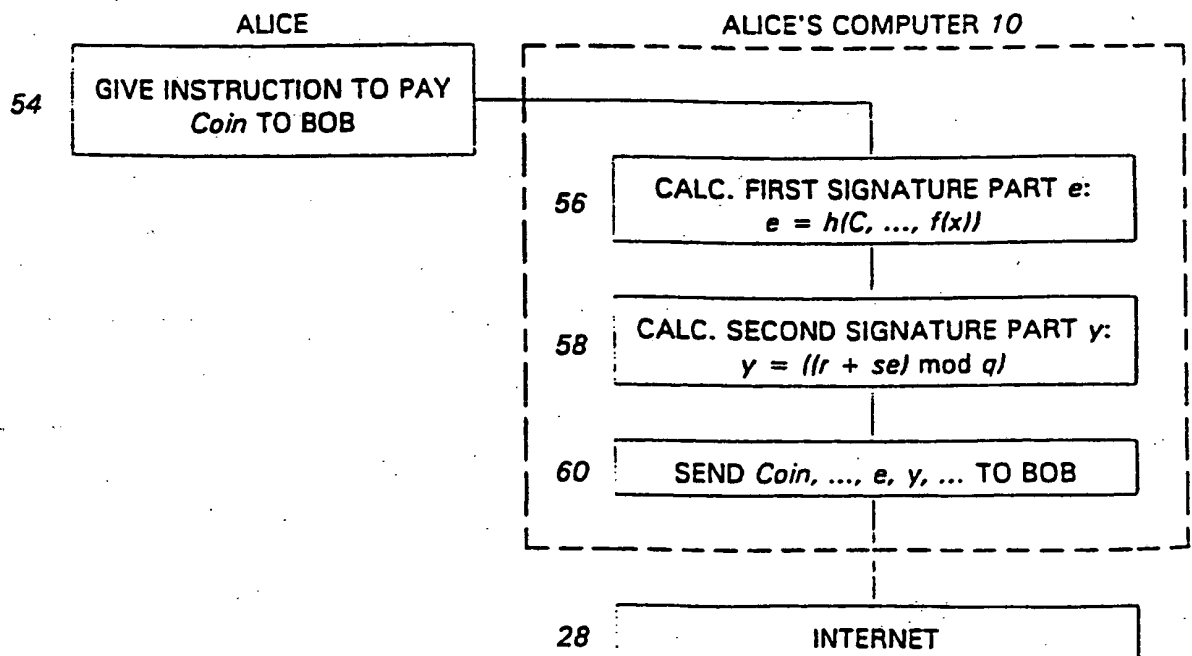 ALICE
ALICE'S COMPUTER 10
54
GIVE INSTRUCTION TO PAY
Coin TO BOB
56
CALC. FIRST SIGNATURE PART e:
e = h(C, ..., f(x))
58
CALC. SECOND SIGNATURE PART y:
y = ((r + se) mod q)
60
SEND Coin, ..., e, y, ... TO BOB
28
INTERNET